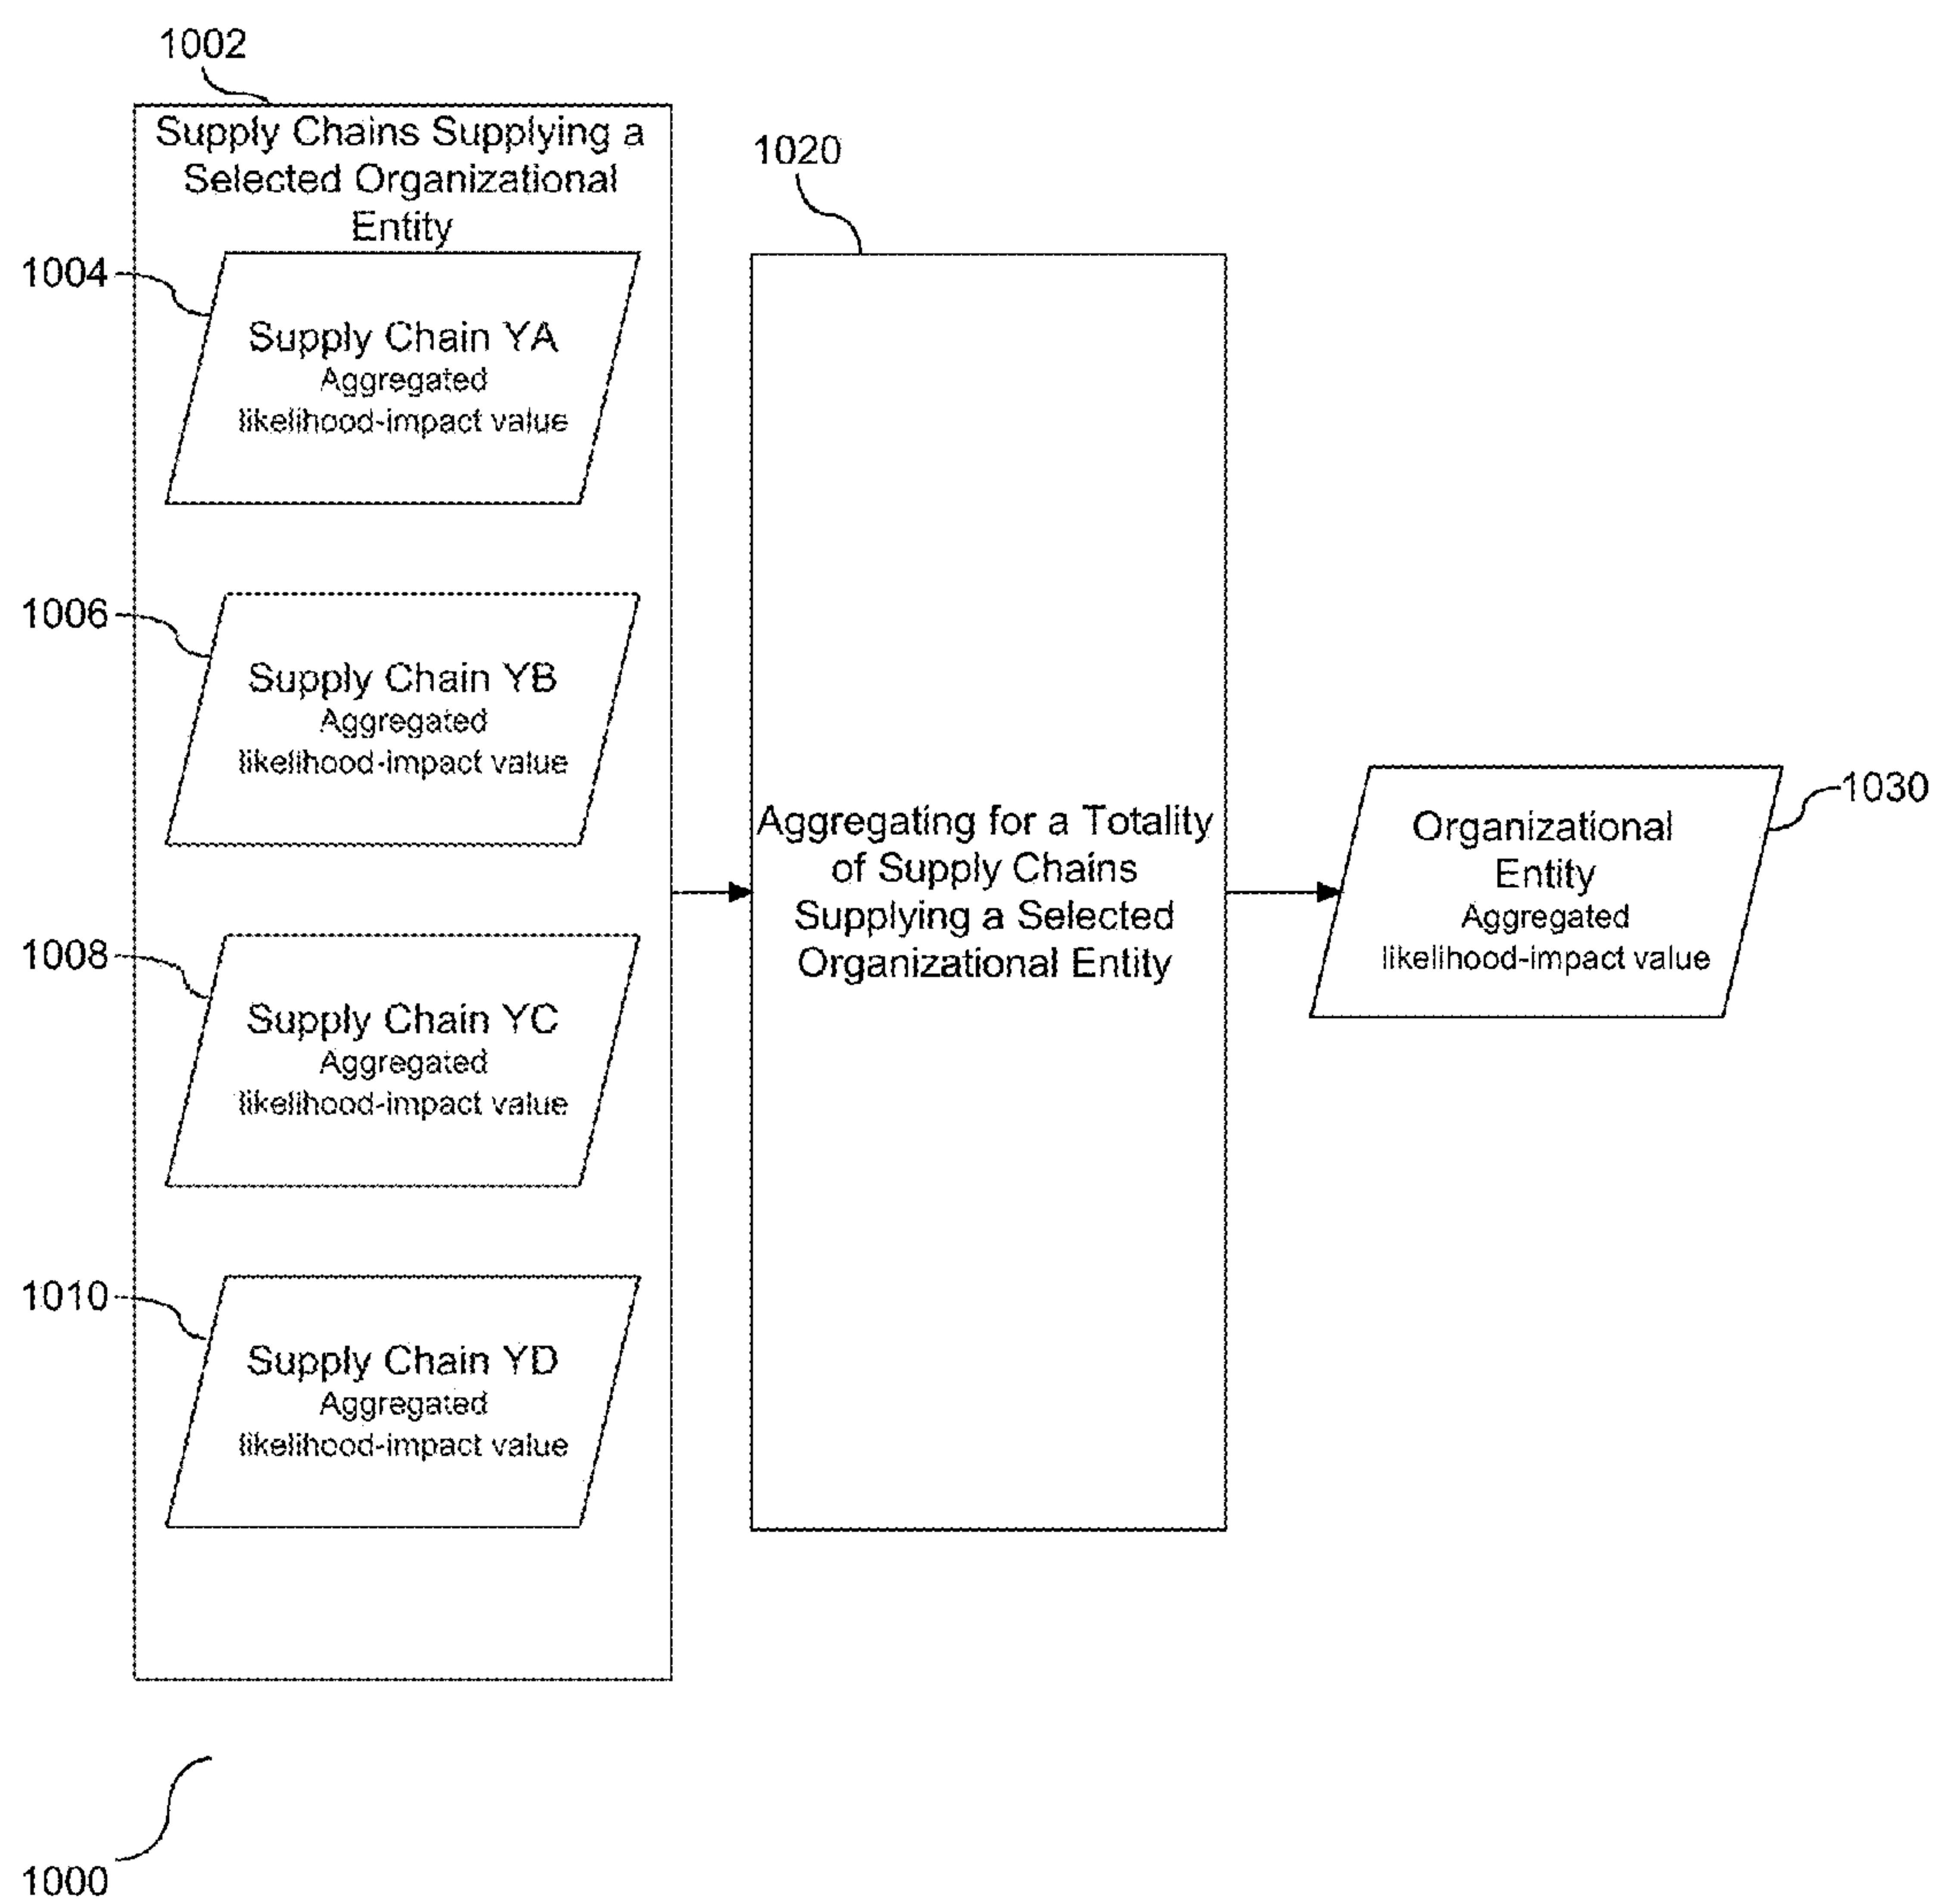 1002
Supply Chains Supplying a
Selected Organizational
Entity
1004
Supply Chain YA
Aggregated
likelihood-impact value
1006
Supply Chain YB
Aggregated
likelihood-impact value
1008
Supply Chain YC
Aggregated
likelihood-impact value
1010
Supply Chain YD
Aggregated
likelihood-impact value
1020
Aggregating for a Totality
of Supply Chains
Supplying a Selected
Organizational Entity
1030
Organizational
Entity
Aggregated
likelihood-impact value
1000